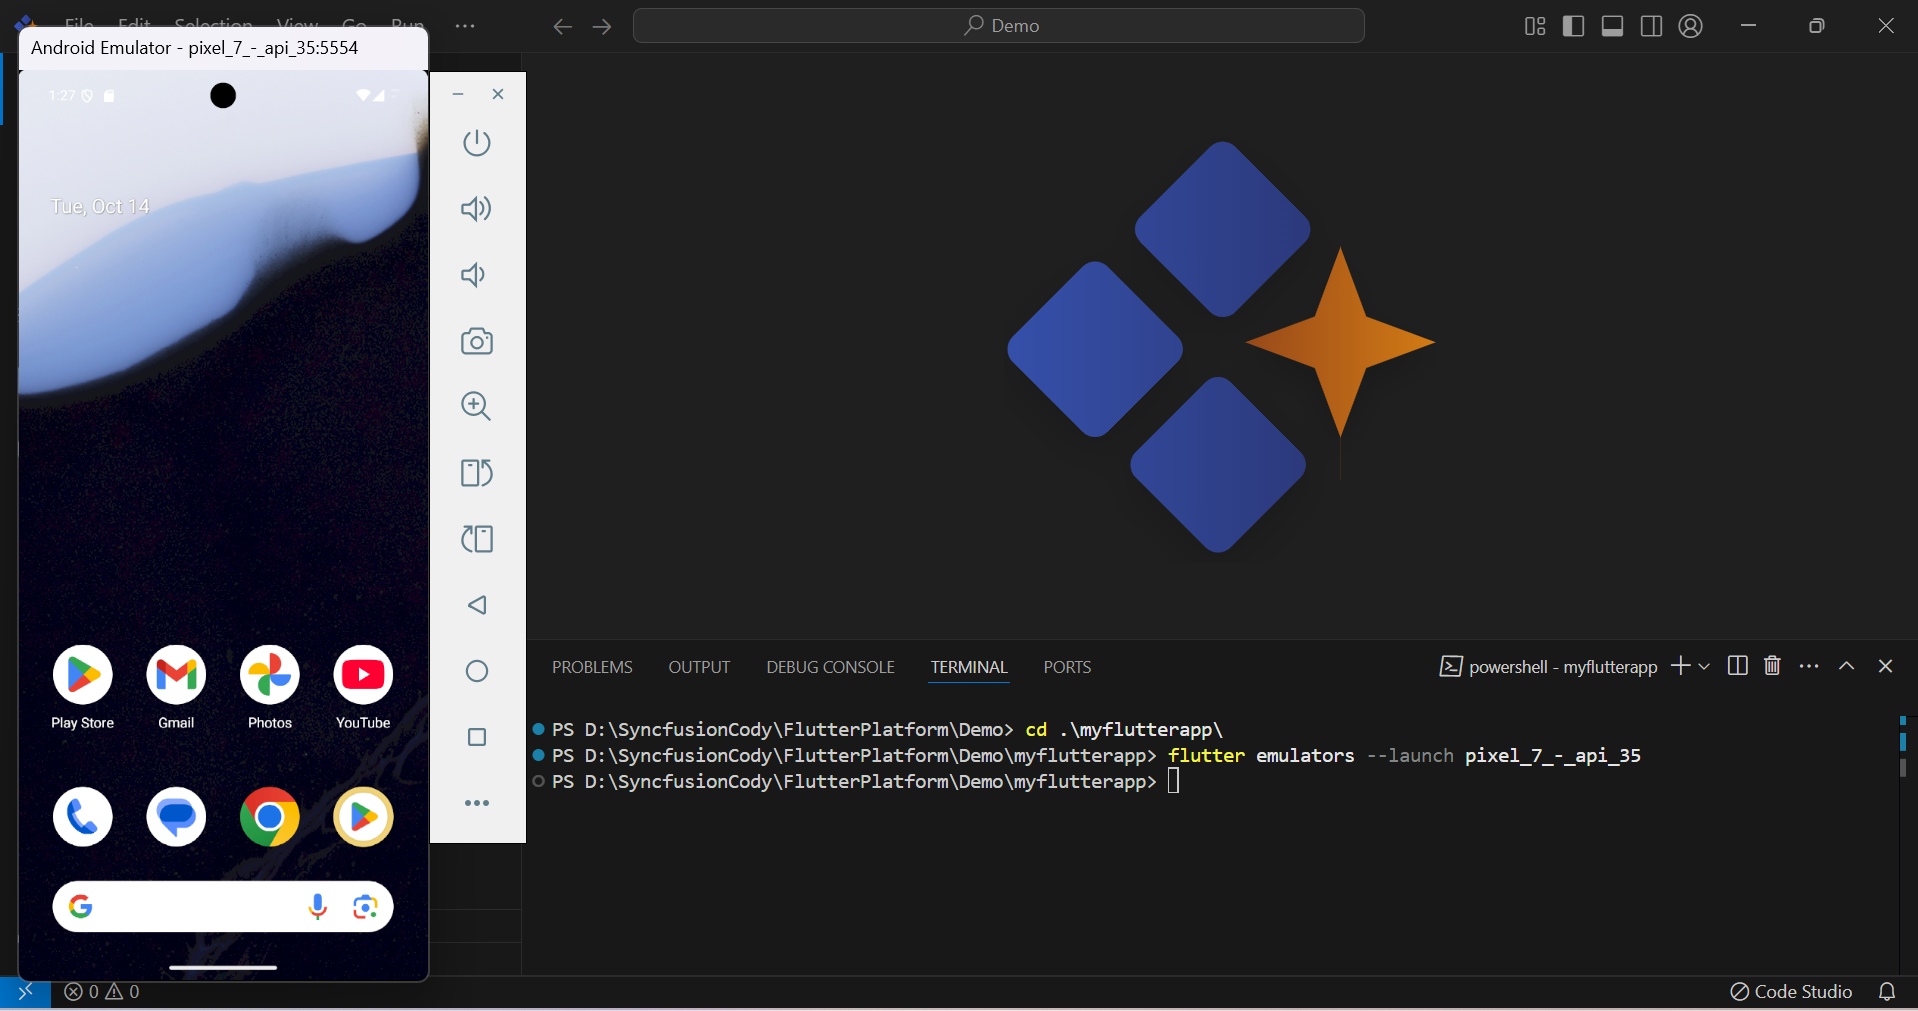 File Edit Selection View Go Run ...
Demo
Android Emulator - pixel_7_-_api_35:5554
1:27
Tue, Oct 14
Play Store Gmail Photos YouTube
PROBLEMS OUTPUT DEBUG CONSOLE TERMINAL PORTS
powershell - myflutterapp
PS D:\SyncfusionCody\FlutterPlatform\Demo> cd .\myflutterapp\
PS D:\SyncfusionCody\FlutterPlatform\Demo\myflutterapp> flutter emulators --launch pixel_7_-_api_35
PS D:\SyncfusionCody\FlutterPlatform\Demo\myflutterapp>
0 0
Code Studio